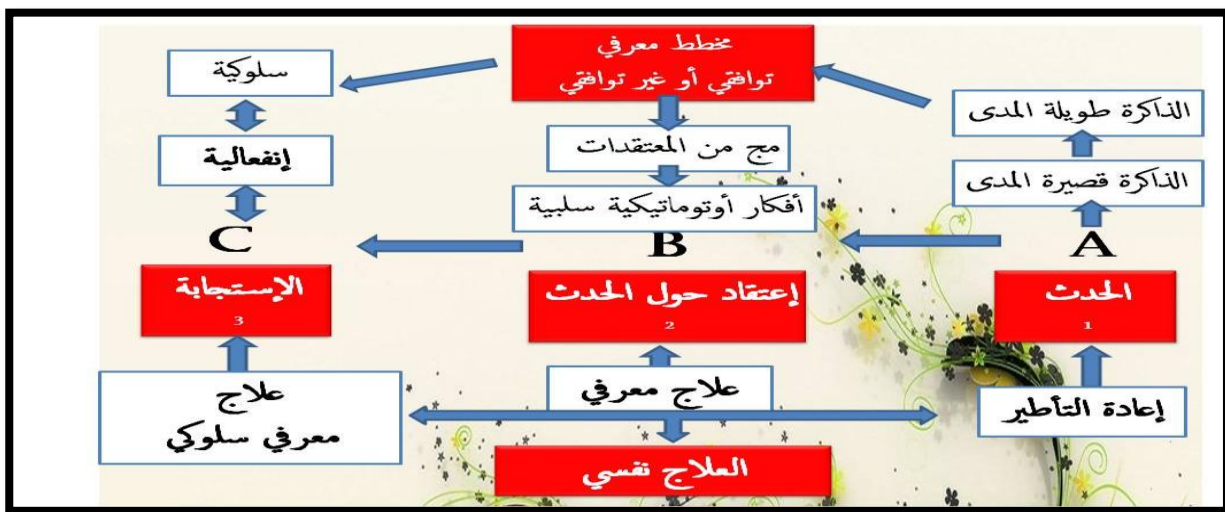 مخطط معرفي
توافقي أو غير توافقي
سلوكية
الذاكرة طويلة المدى
مج من المعتقدات
إنفعالية
الذاكرة قصيرة المدى
أفكار أوتوماتيكية سلبية
A
B
C
الحدث
1
إعتقاد حول الحدث
2
الإستجابة
3
إعادة التأطير
علاج معرفي
علاج
معرفي سلوكي
العلاج نفسي